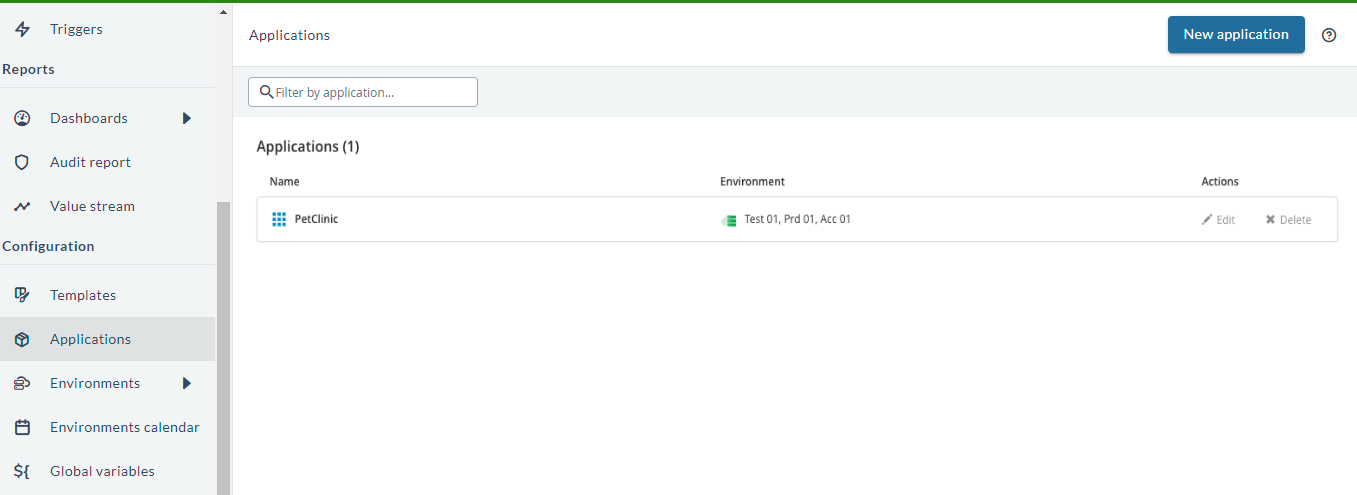 Triggers
Reports
Dashboards
Audit report
Value stream
Configuration
Templates
Applications
Environments
Environments calendar
${ Global variables
Applications
New application
Filter by application...
Applications (1)
Name Environment Actions
PetClinic Test 01, Prd 01, Acc 01 Edit Delete